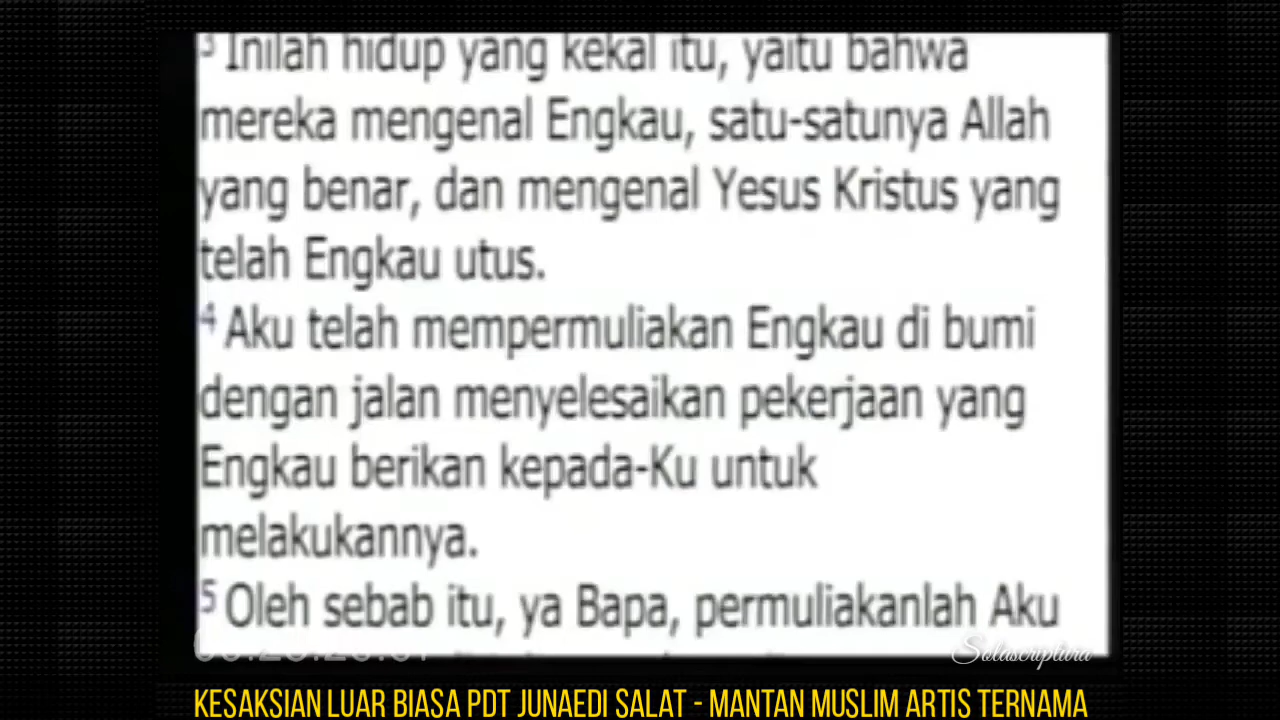 3 Inilah hidup yang kekal itu, yaitu bahwa
mereka mengenal Engkau, satu-satunya Allah
yang benar, dan mengenal Yesus Kristus yang
telah Engkau utus.
4 Aku telah mempermuliakan Engkau di bumi
dengan jalan menyelesaikan pekerjaan yang
Engkau berikan kepada-Ku untuk
melakukannya.
5 Oleh sebab itu, ya Bapa, permuliakanlah Aku
Solascriptura
KESAKSIAN LUAR BIASA PDT JUNAEDI SALAT - MANTAN MUSLIM ARTIS TERNAMA